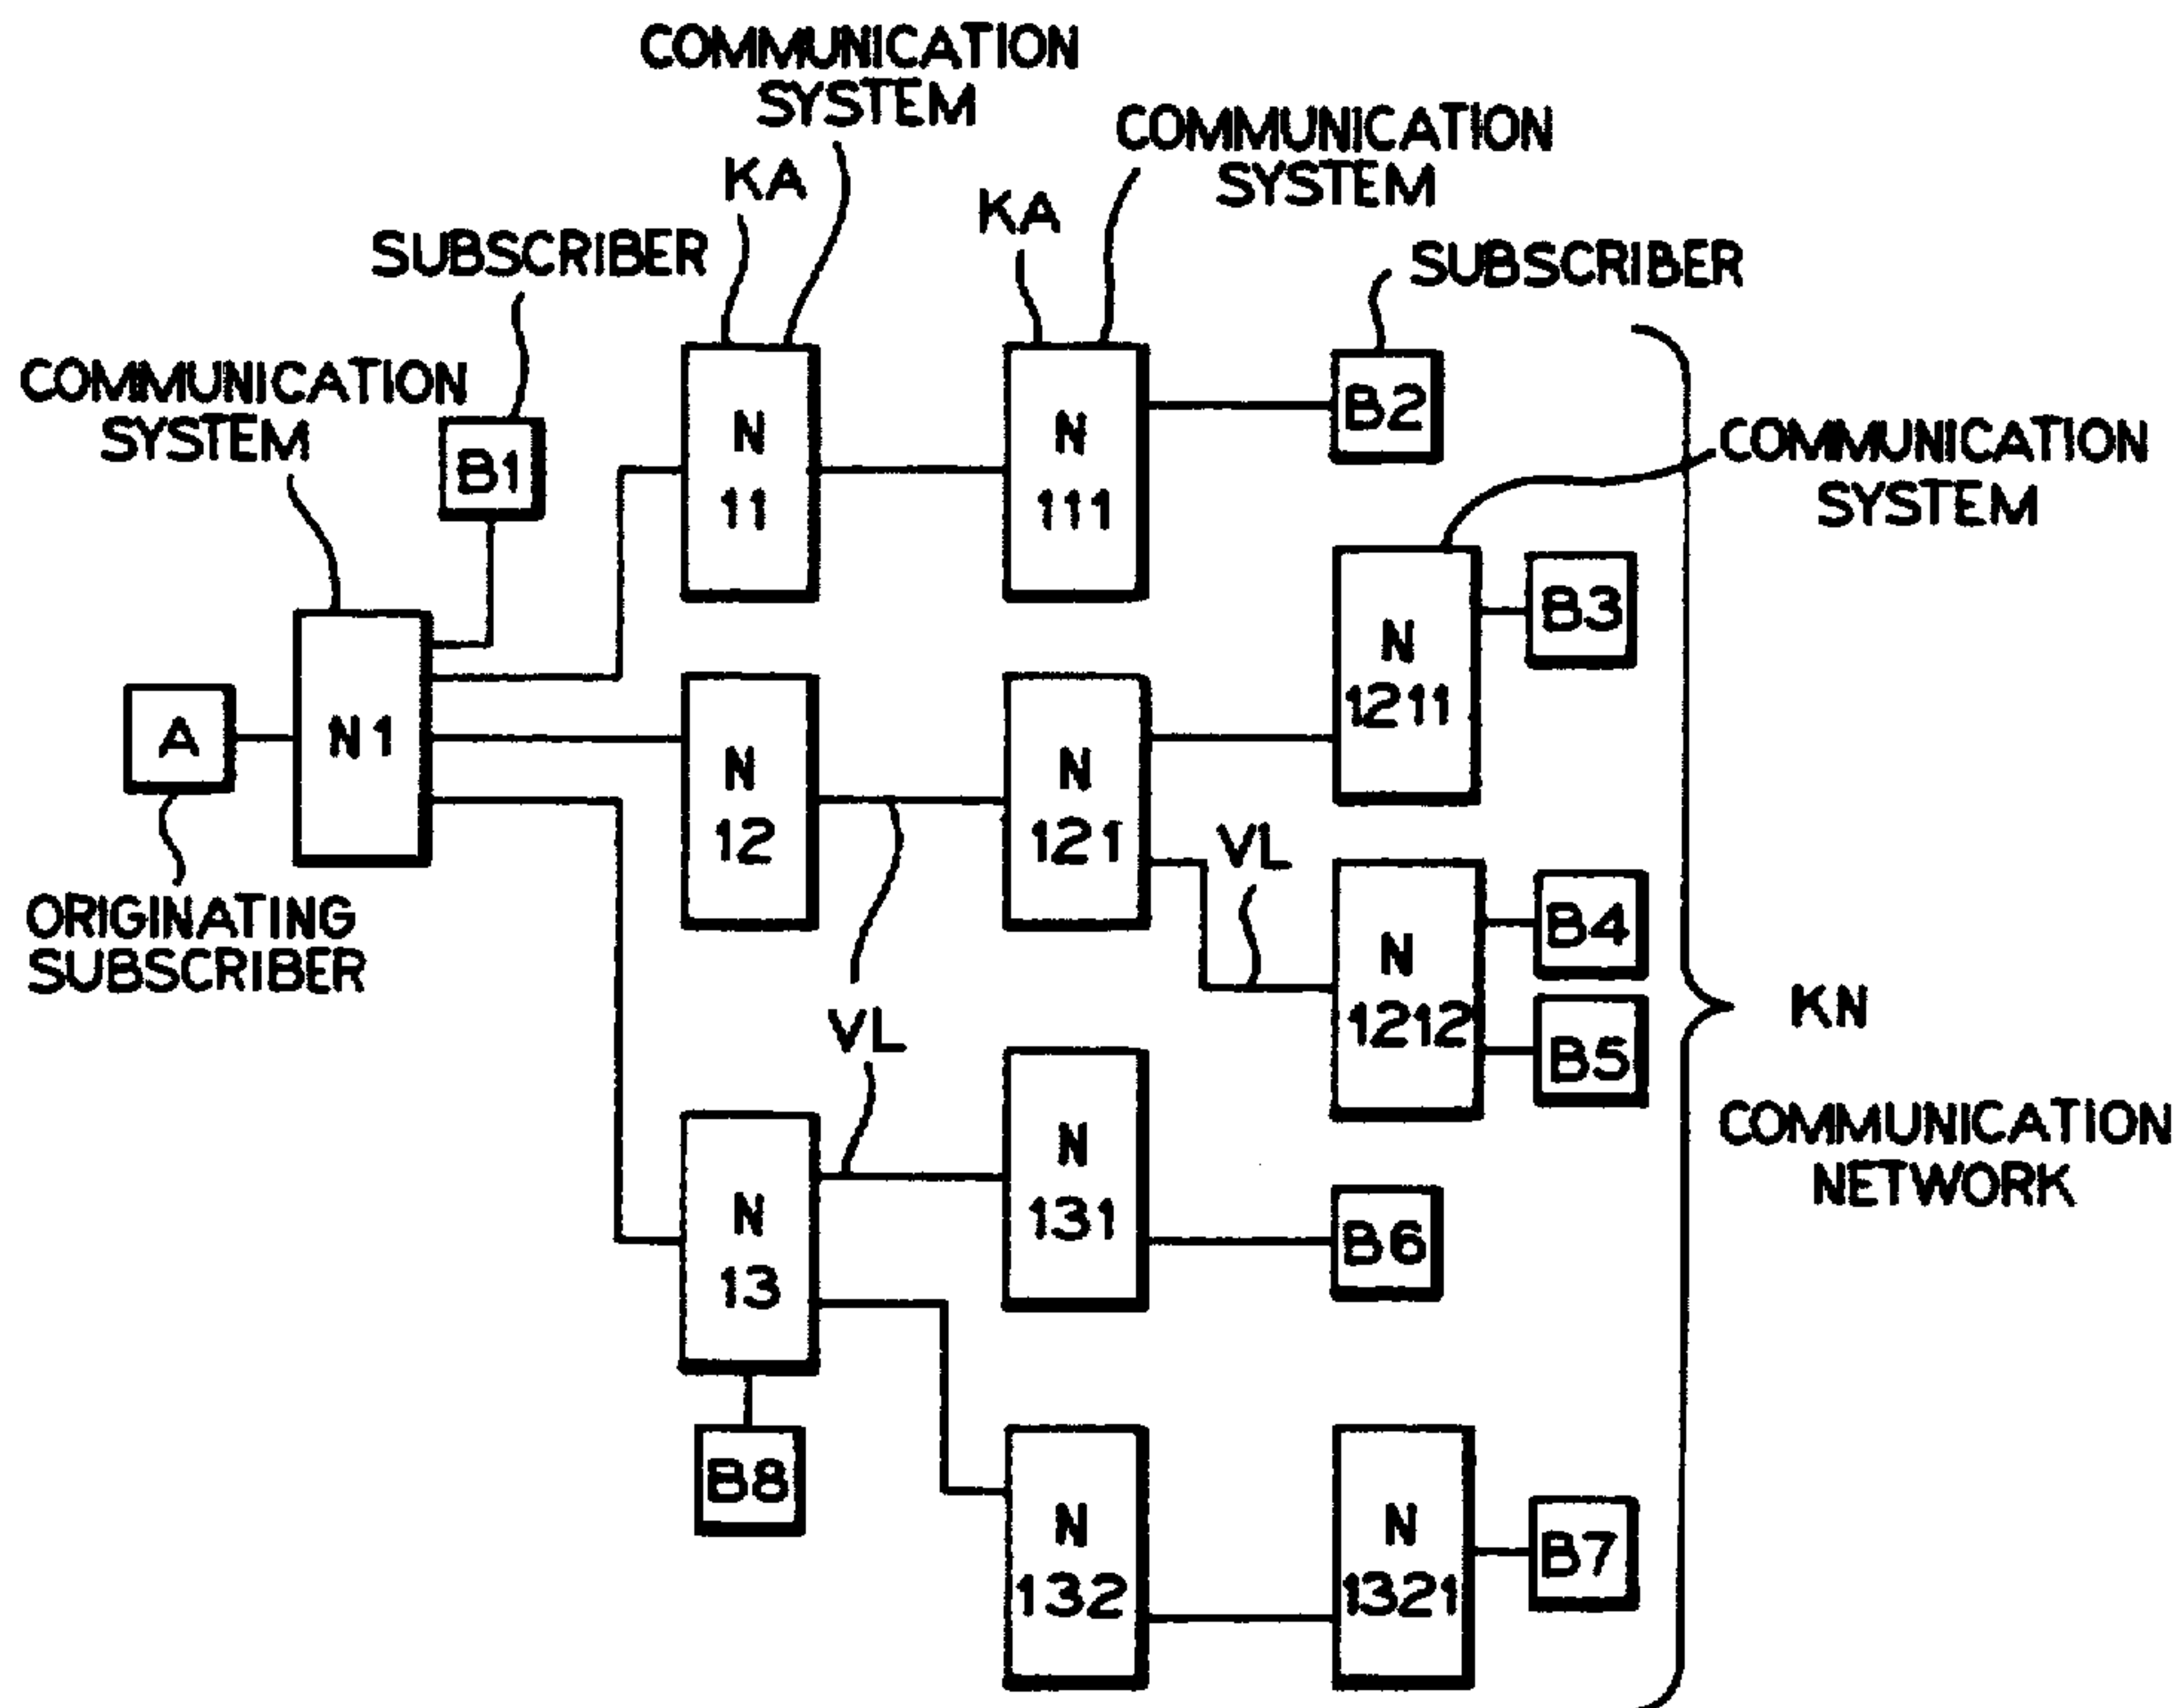 COMMUNICATION
SYSTEM
KA
COMMUNICATION
SYSTEM
KA
SUBSCRIBER
SUBSCRIBER
COMMUNICATION
SYSTEM
B1
N
11
N
111
B2
COMMUNICATION
SYSTEM
N
1211
B3
A
N1
N
12
N
121
VL
ORIGINATING
SUBSCRIBER
N
1212
B4
B5
VL
KN
COMMUNICATION
NETWORK
N
13
N
131
B6
B8
N
132
N
1321
B7